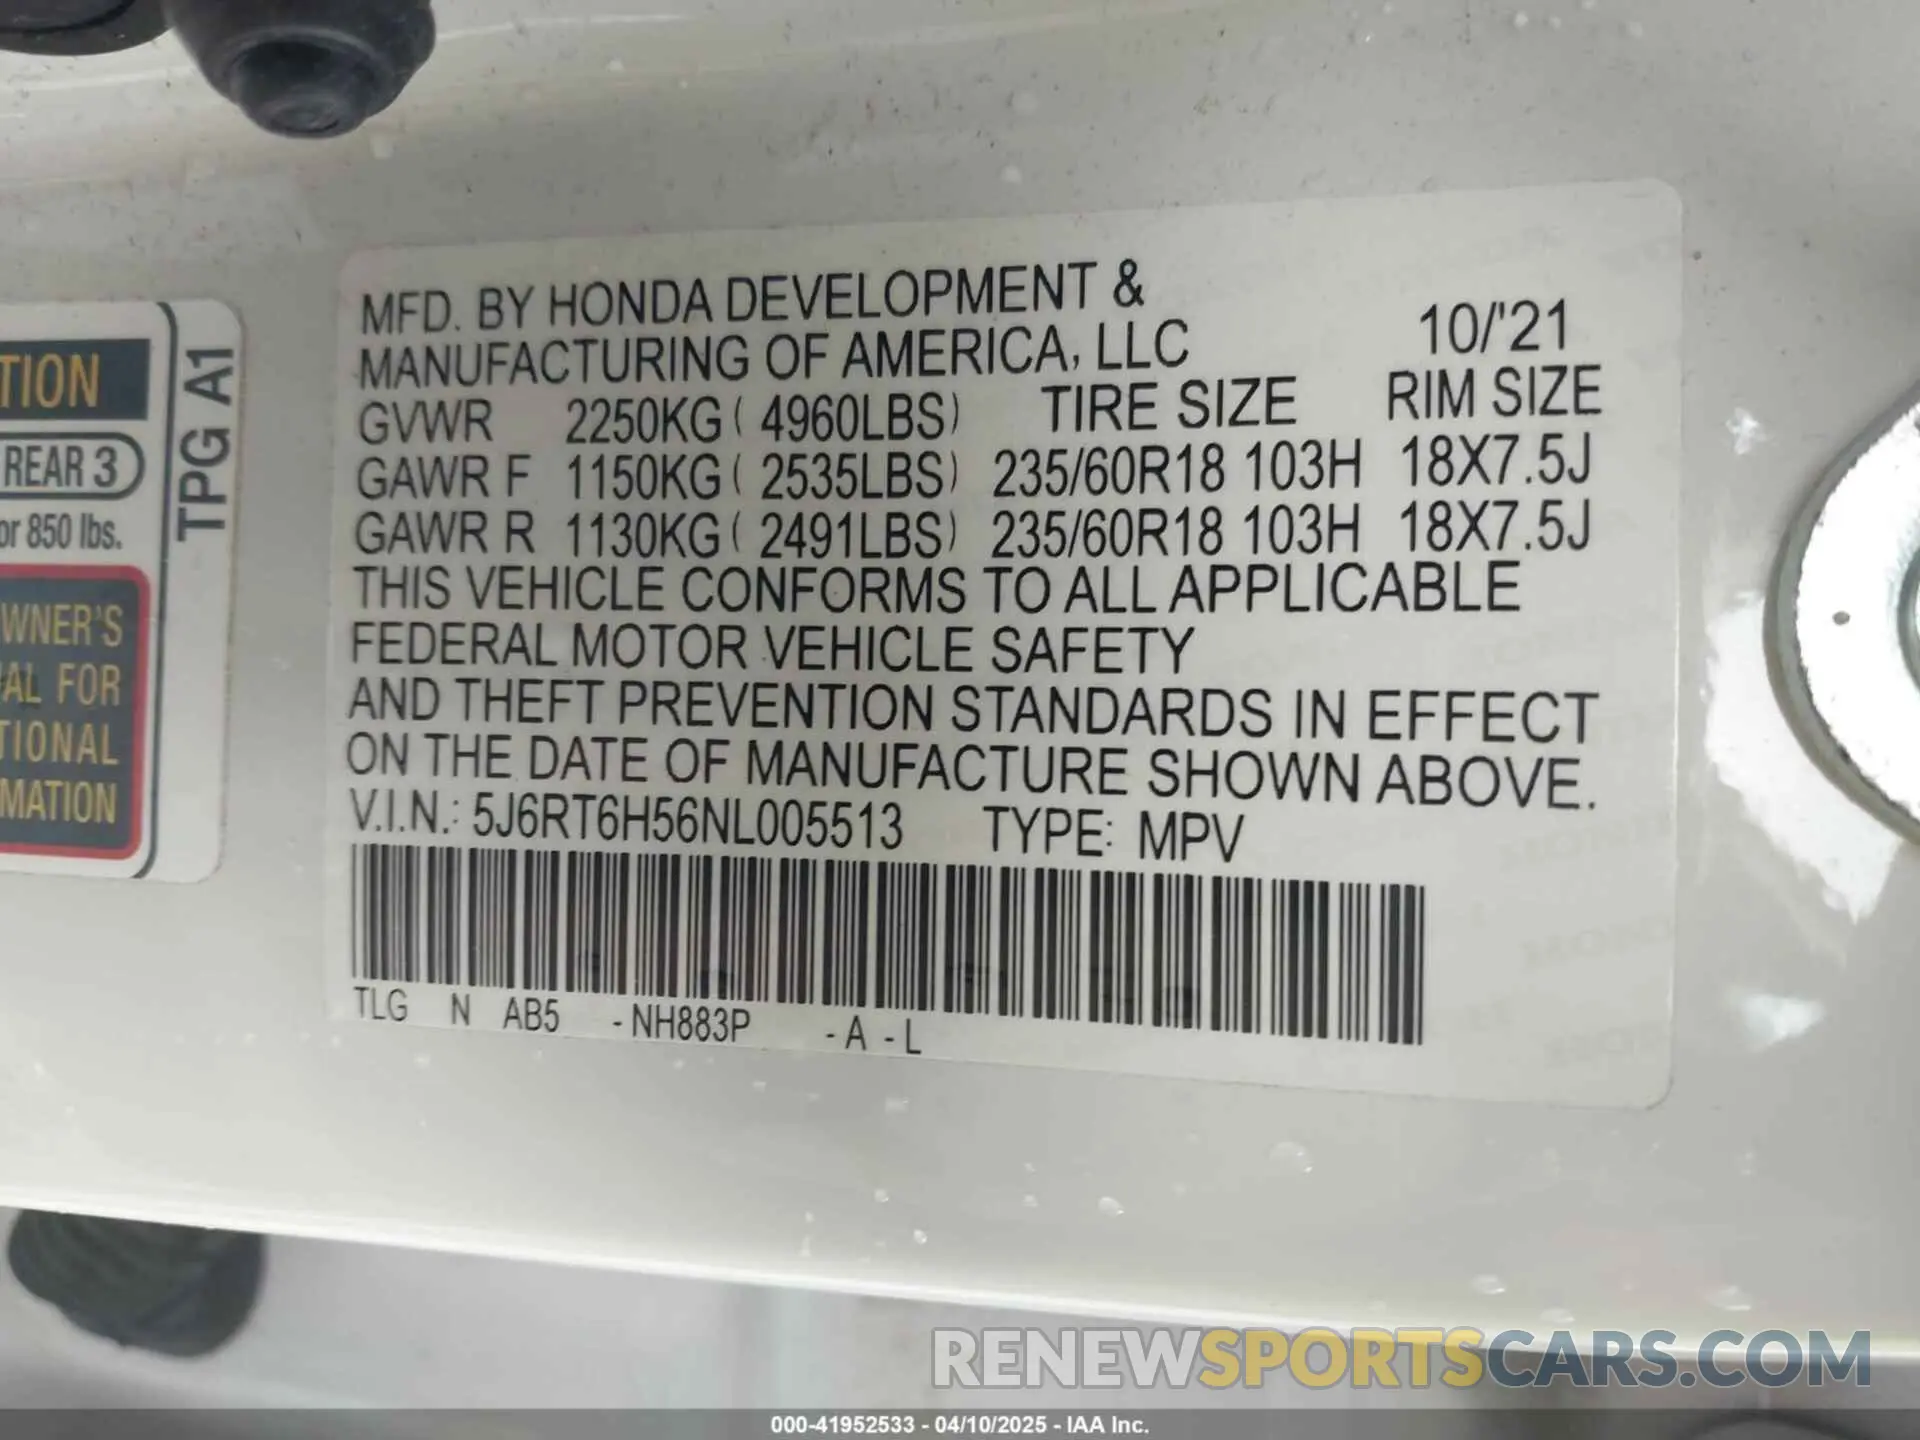 MFD. BY HONDA DEVELOPMENT &
MANUFACTURING OF AMERICA, LLC 10/'21
GVWR 2250KG ( 4960LBS) TIRE SIZE RIM SIZE
GAWR F 1150KG ( 2535LBS) 235/60R18 103H 18X7.5J
GAWR R 1130KG ( 2491LBS) 235/60R18 103H 18X7.5J
THIS VEHICLE CONFORMS TO ALL APPLICABLE
FEDERAL MOTOR VEHICLE SAFETY
AND THEFT PREVENTION STANDARDS IN EFFECT
ON THE DATE OF MANUFACTURE SHOWN ABOVE.
V.I.N.: 5J6RT6H56NL005513 TYPE: MPV
TLG N AB5 - NH883P - A - L
TION
REAR 3
or 850 lbs.
WNER'S
AL FOR
TIONAL
MATION
TPG A1
RENEWSPORTSCARS.COM
000-41952533 - 04/10/2025 - IAA Inc.